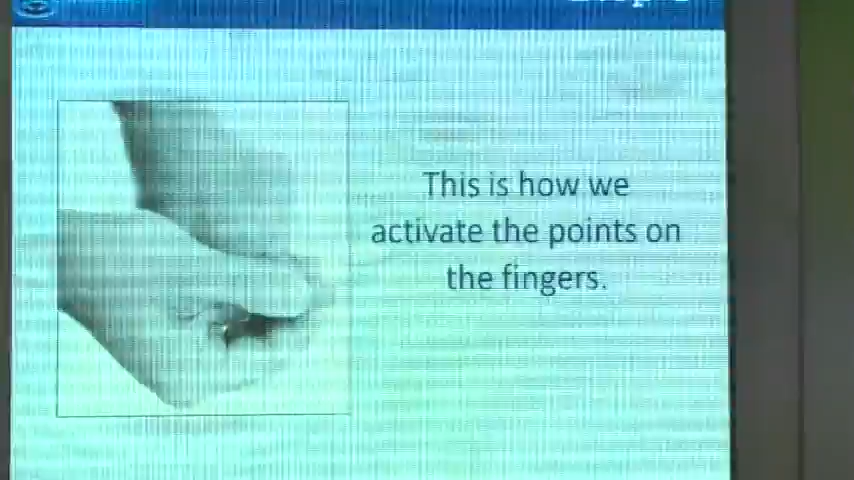 This is how we
activate the points on
the fingers.